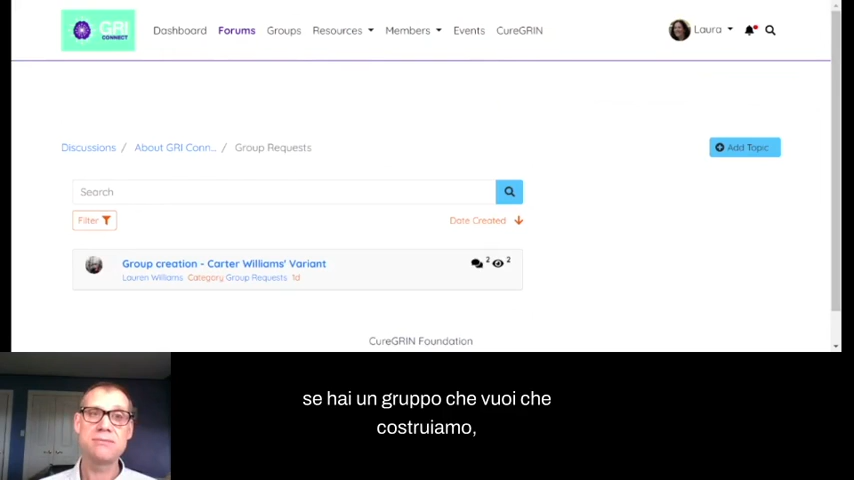 GRI
CONNECT
Dashboard Forums Groups Resources Members Events CureGRIN
Laura
Discussions / About GRI Conn... / Group Requests
Add Topic
Search
Filter
Date Created
Group creation - Carter Williams' Variant
2 2
Lauren Williams Category Group Requests 1d
CureGRIN Foundation
se hai un gruppo che vuoi che
costruiamo,